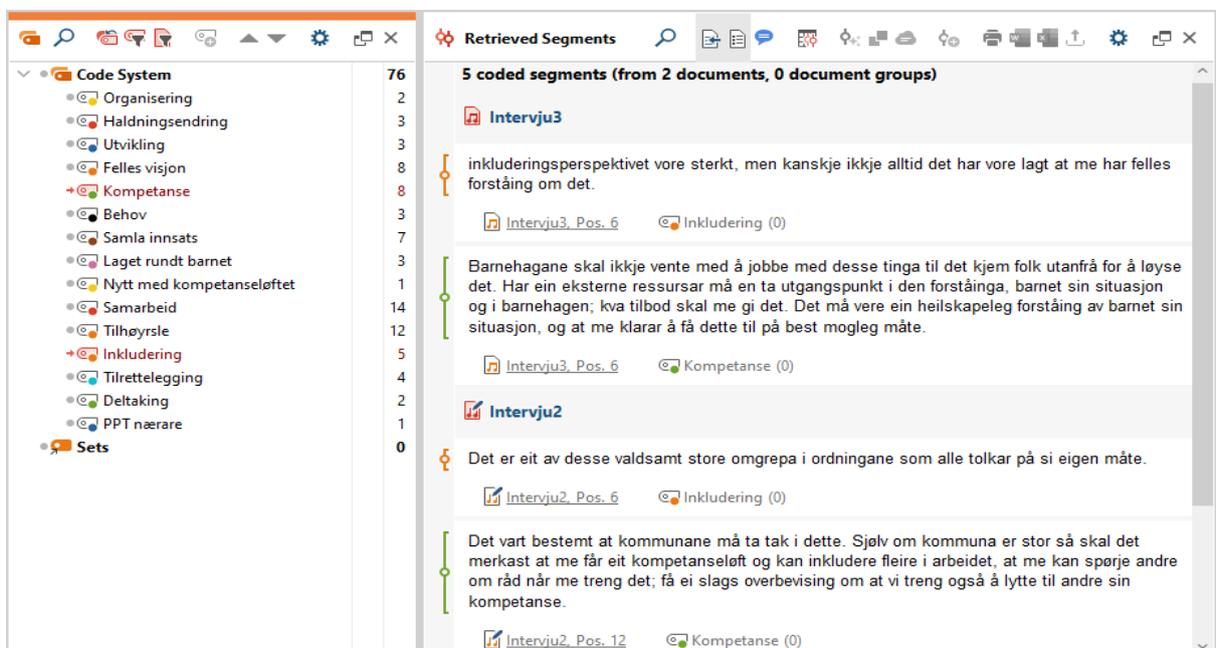 Code System 76
Organisering 2
Haldningsendring 3
Utvikling 3
Felles visjon 8
Kompetanse 8
Behov 3
Samla innsats 7
Laget rundt barnet 3
Nytt med kompetanseløftet 1
Samarbeid 14
Tilhøyrsle 12
Inkludering 5
Tilrettelegging 4
Deltaking 2
PPT nærare 1
Sets 0
Retrieved Segments
5 coded segments (from 2 documents, 0 document groups)
Intervju3
inkluderingsperspektivet vore sterkt, men kanskje ikkje alltid det har vore lagt at me har felles
forståing om det.
Intervju3, Pos. 6 Inkludering (0)
Barnehagane skal ikkje vente med å jobbe med desse tinga til det kjem folk utanfrå for å løyse
det. Har ein eksterne ressursar må en ta utgangspunkt i den forståinga, barnet sin situasjon
og i barnehagen; kva tilbod skal me gi det. Det må vere ein heilskapeleg forståing av barnet sin
situasjon, og at me klarar å få dette til på best mogleg måte.
Intervju3, Pos. 6 Kompetanse (0)
Intervju2
Det er eit av desse valdsamt store omgrepa i ordningane som alle tolkar på si eigen måte.
Intervju2, Pos. 6 Inkludering (0)
Det vart bestemt at kommunane må ta tak i dette. Sjølv om kommuna er stor så skal det
merkast at me får eit kompetanseløft og kan inkludere fleire i arbeidet, at me kan spørje andre
om råd når me treng det; få ei slags overbevising om at vi treng også å lytte til andre sin
kompetanse.
Intervju2, Pos. 12 Kompetanse (0)